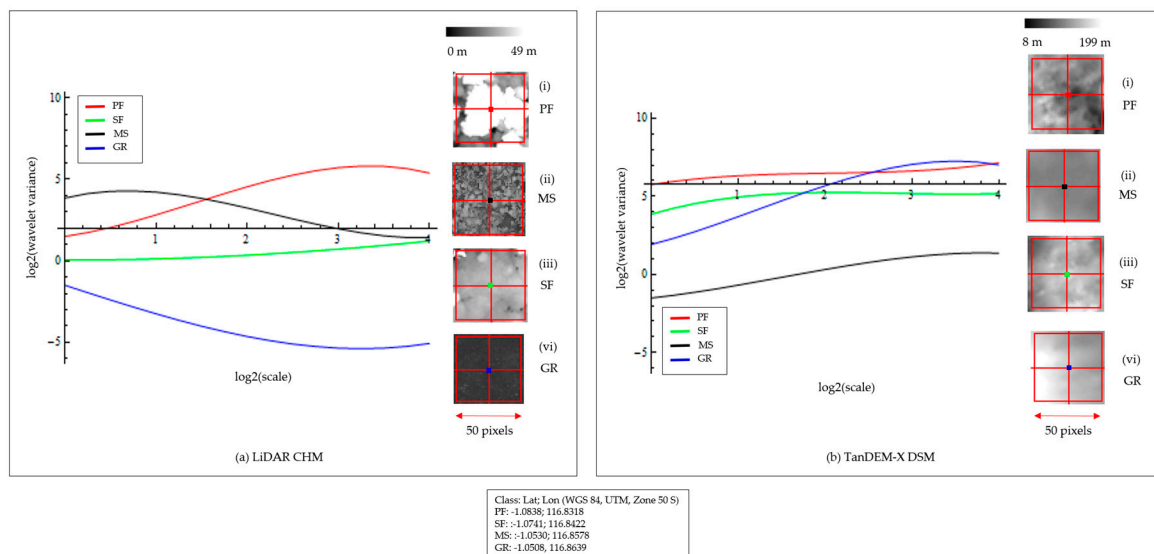 0 m 49 m
(i)
PF
10
PF
SF
MS
GR
5
(ii)
MS
log2(wavelet variance)
1 2 3 4
0
(iii)
SF
−5
(vi)
GR
log2(scale)
50 pixels
(a) LiDAR CHM
8 m 199 m
(i)
PF
10
(ii)
MS
5
1 2 3 4
log2(wavelet variance)
0
(iii)
SF
PF
SF
MS
GR
−5
(vi)
GR
log2(scale)
50 pixels
(b) TanDEM-X DSM
Class: Lat; Lon (WGS 84, UTM, Zone 50 S)
PF: -1.0838; 116.8318
SF: :-1.0741; 116.8422
MS: :-1.0530; 116.8578
GR: -1.0508, 116.8639